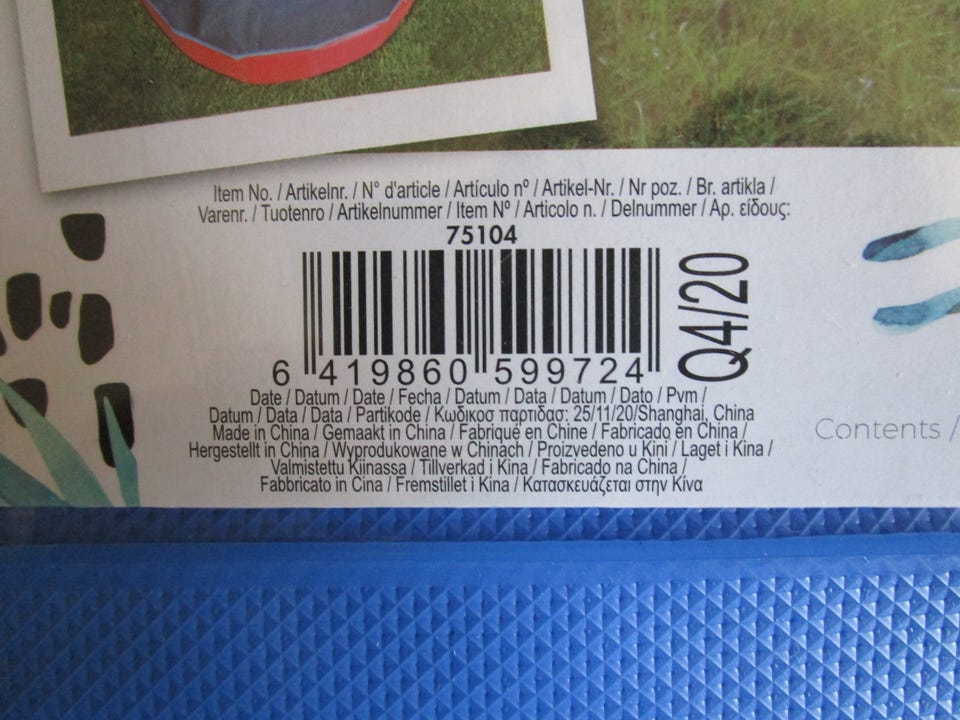 Item No. / Artikelnr. / N° d'article / Artículo nº / Artikel-Nr. / Nr poz. / Br. artikla /
Varenr. / Tuotenro / Artikelnummer / Item Nº / Articolo n. / Delnummer / Αρ. είδους:
75104
6 419860 599724
Q4/20
Date / Datum / Date / Fecha / Datum / Data / Datum / Dato / Pvm /
Datum / Data / Data / Partikode / Κωδικοσ παρτιδασ: 25/11/20/Shanghai, China
Made in China / Gemaakt in China / Fabriqué en Chine / Fabricado en China /
Hergestellt in China / Wyprodukowane w Chinach / Proizvedeno u Kini / Laget i Kina /
Valmistettu Kiinassa / Tillverkad i Kina / Fabricado na China /
Fabbricato in Cina / Fremstillet i Kina / Κατασκευάζεται στην Κίνα
Contents /